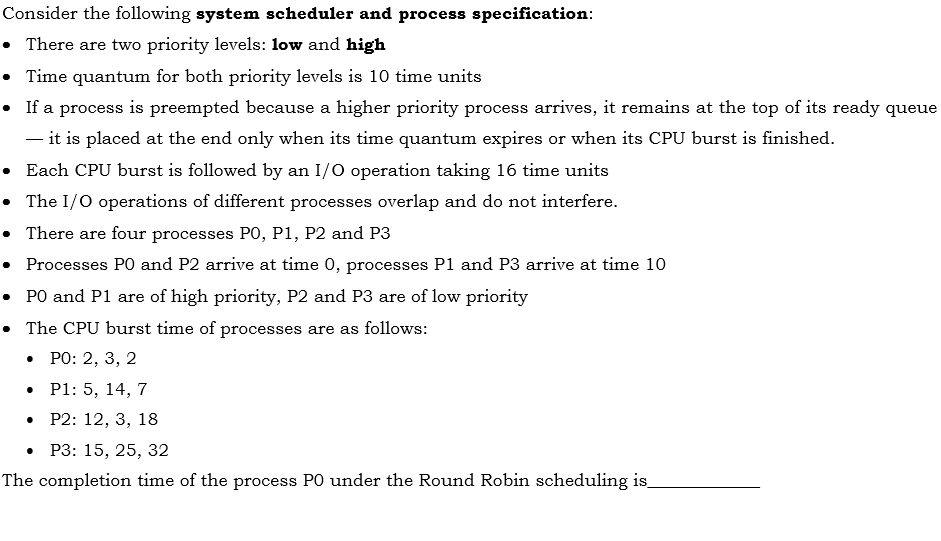 Consider the following system scheduler and process specification:
• There are two priority levels: low and high
• Time quantum for both priority levels is 10 time units
• If a process is preempted because a higher priority process arrives, it remains at the top of its ready queue
— it is placed at the end only when its time quantum expires or when its CPU burst is finished.
• Each CPU burst is followed by an I/O operation taking 16 time units
• The I/O operations of different processes overlap and do not interfere.
• There are four processes P0, P1, P2 and P3
• Processes P0 and P2 arrive at time 0, processes P1 and P3 arrive at time 10
• P0 and P1 are of high priority, P2 and P3 are of low priority
• The CPU burst time of processes are as follows:
• P0: 2, 3, 2
• P1: 5, 14, 7
• P2: 12, 3, 18
• P3: 15, 25, 32
The completion time of the process P0 under the Round Robin scheduling is____________